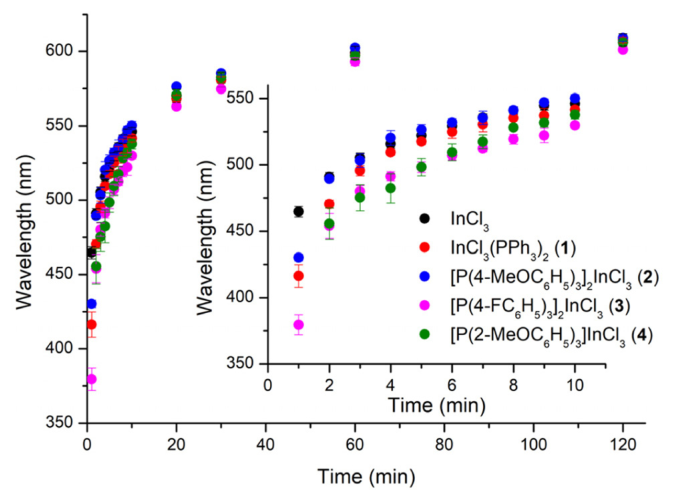 600
550
500
450
400
350
Wavelength (nm)
0
20
40
60
80
100
120
Time (min)
550
500
450
400
350
Wavelength (nm)
0
2
4
6
8
10
Time (min)
InCl₃
InCl₃(PPh₃)₂ (1)
[P(4-MeOC₆H₅)₃]₂InCl₃ (2)
[P(4-FC₆H₅)₃]₂InCl₃ (3)
[P(2-MeOC₆H₅)₃]InCl₃ (4)